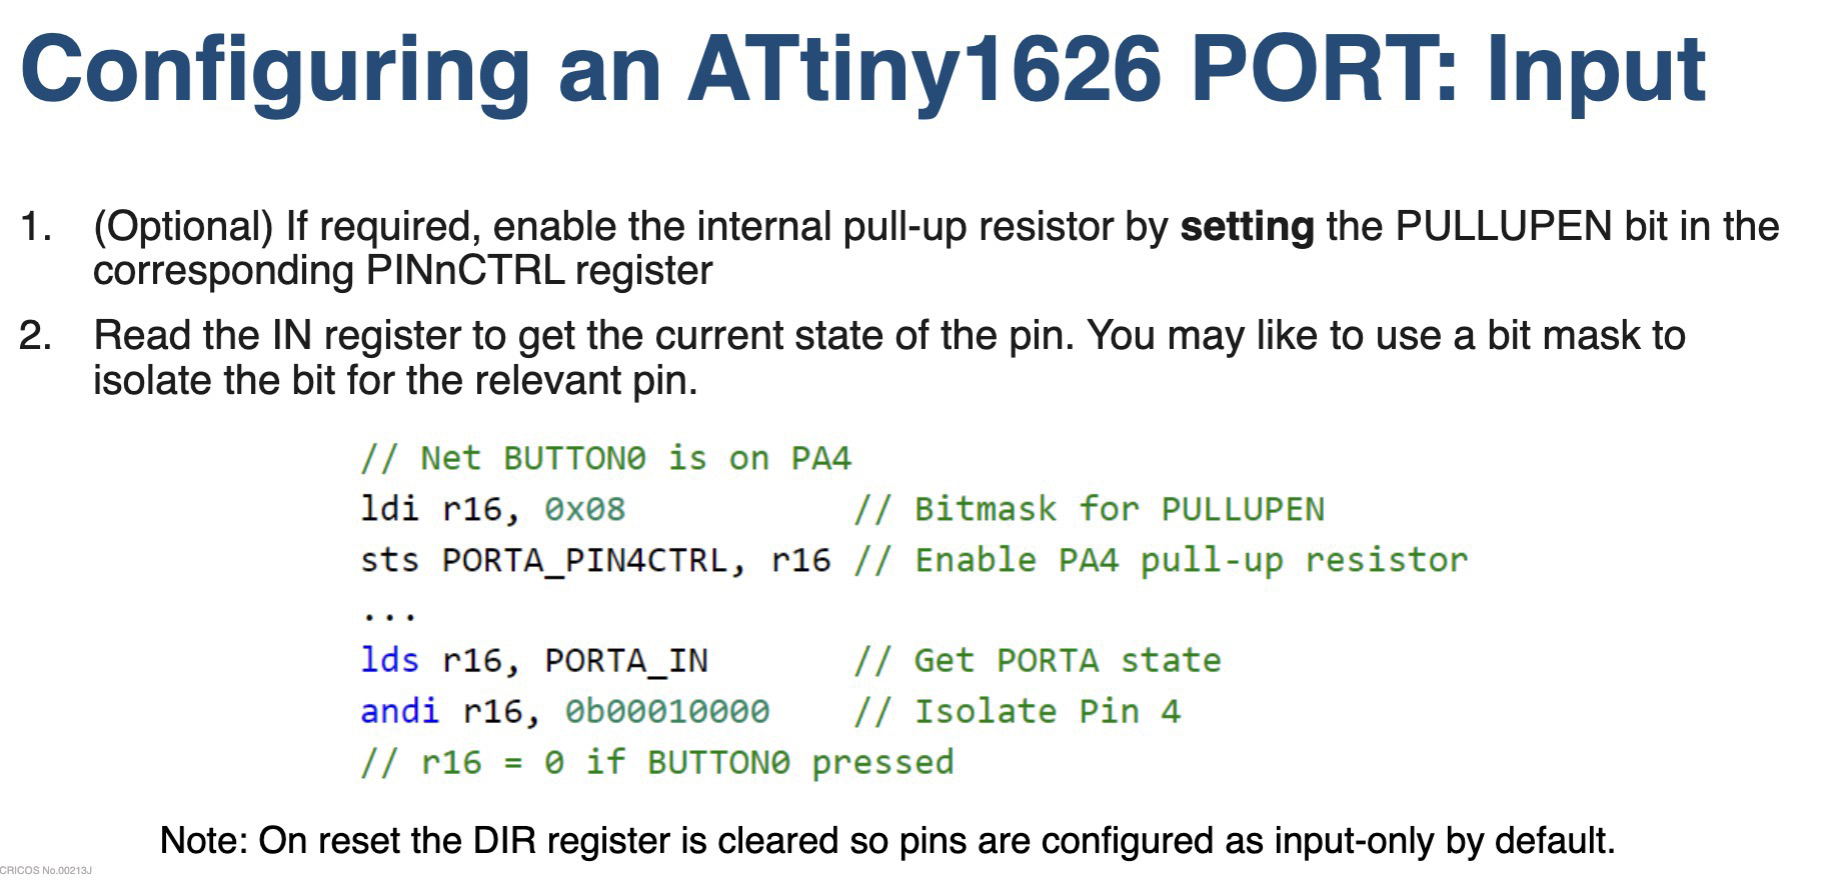 Configuring an ATtiny1626 PORT: Input
1. (Optional) If required, enable the internal pull-up resistor by setting the PULLUPEN bit in the
corresponding PINnCTRL register
2. Read the IN register to get the current state of the pin. You may like to use a bit mask to
isolate the bit for the relevant pin.
// Net BUTTON0 is on PA4
ldi r16, 0x08 // Bitmask for PULLUPEN
sts PORTA_PIN4CTRL, r16 // Enable PA4 pull-up resistor
...
lds r16, PORTA_IN // Get PORTA state
andi r16, 0b00010000 // Isolate Pin 4
// r16 = 0 if BUTTON0 pressed
Note: On reset the DIR register is cleared so pins are configured as input-only by default.
CRICOS No.00213J